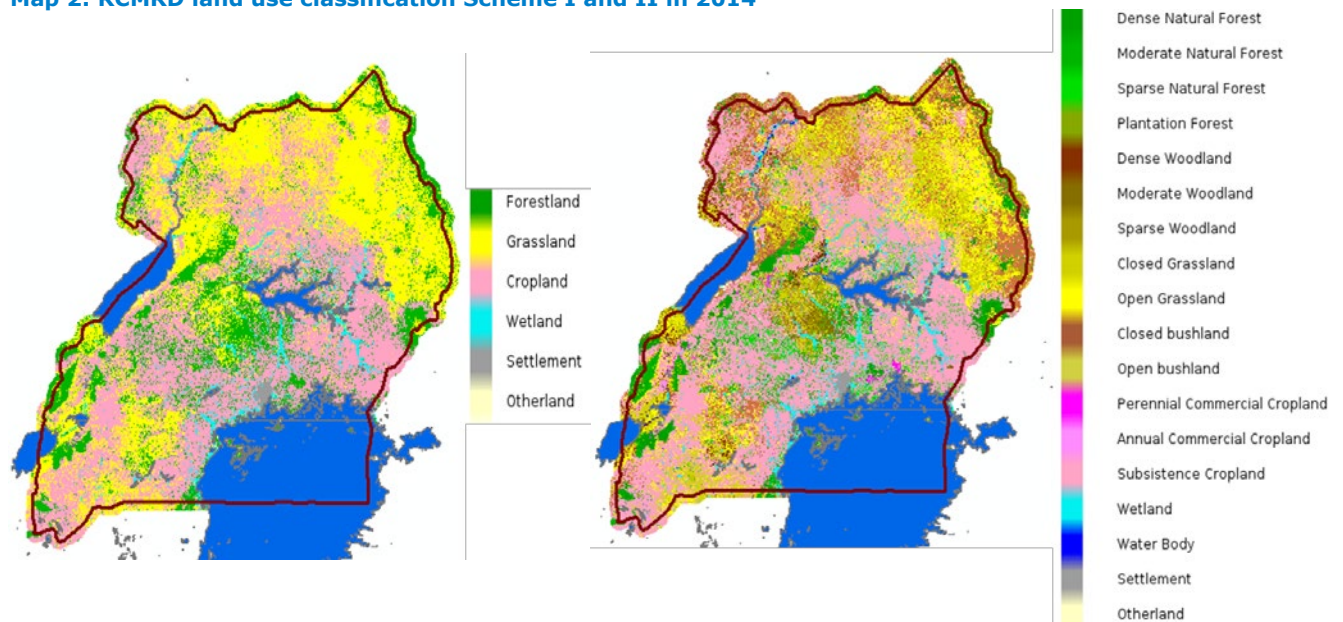 Map 2: RCMRD land use classification Scheme I and II in 2014
Forestland
Grassland
Cropland
Wetland
Settlement
Otherland
Dense Natural Forest
Moderate Natural Forest
Sparse Natural Forest
Plantation Forest
Dense Woodland
Moderate Woodland
Sparse Woodland
Closed Grassland
Open Grassland
Closed bushland
Open bushland
Perennial Commercial Cropland
Annual Commercial Cropland
Subsistence Cropland
Wetland
Water Body
Settlement
Otherland